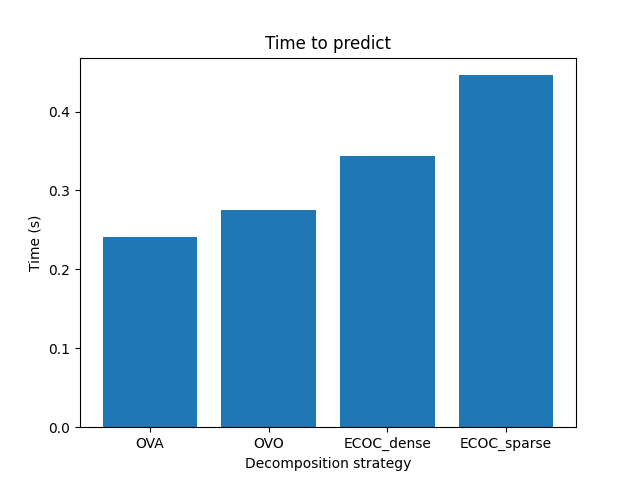 Time to predict
Time (s)
0.4
0.3
0.2
0.1
0.0
OVA OVO ECOC_dense ECOC_sparse
Decomposition strategy